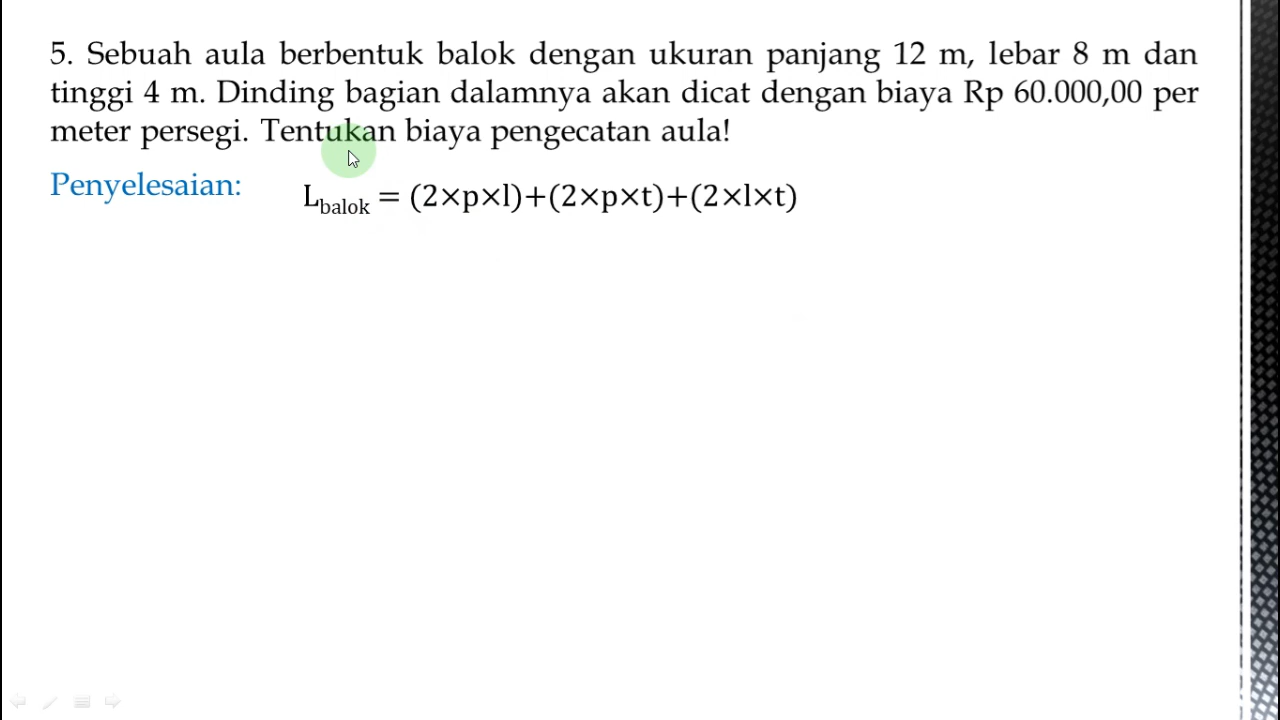 5. Sebuah aula berbentuk balok dengan ukuran panjang 12 m, lebar 8 m dan
tinggi 4 m. Dinding bagian dalamnya akan dicat dengan biaya Rp 60.000,00 per
meter persegi. Tentukan biaya pengecatan aula!
Penyelesaian:
L_balok = (2×p×l)+(2×p×t)+(2×l×t)